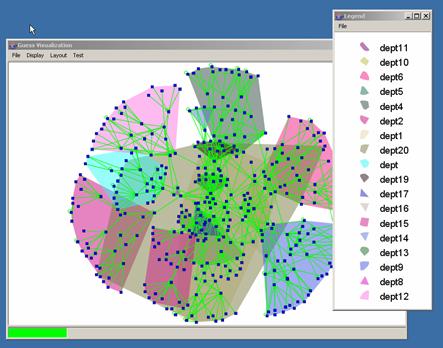 Legend
File
Guess Visualization
File Display Layout Test
dept11
dept10
dept6
dept5
dept4
dept2
dept1
dept20
dept
dept19
dept17
dept16
dept15
dept14
dept13
dept9
dept8
dept12